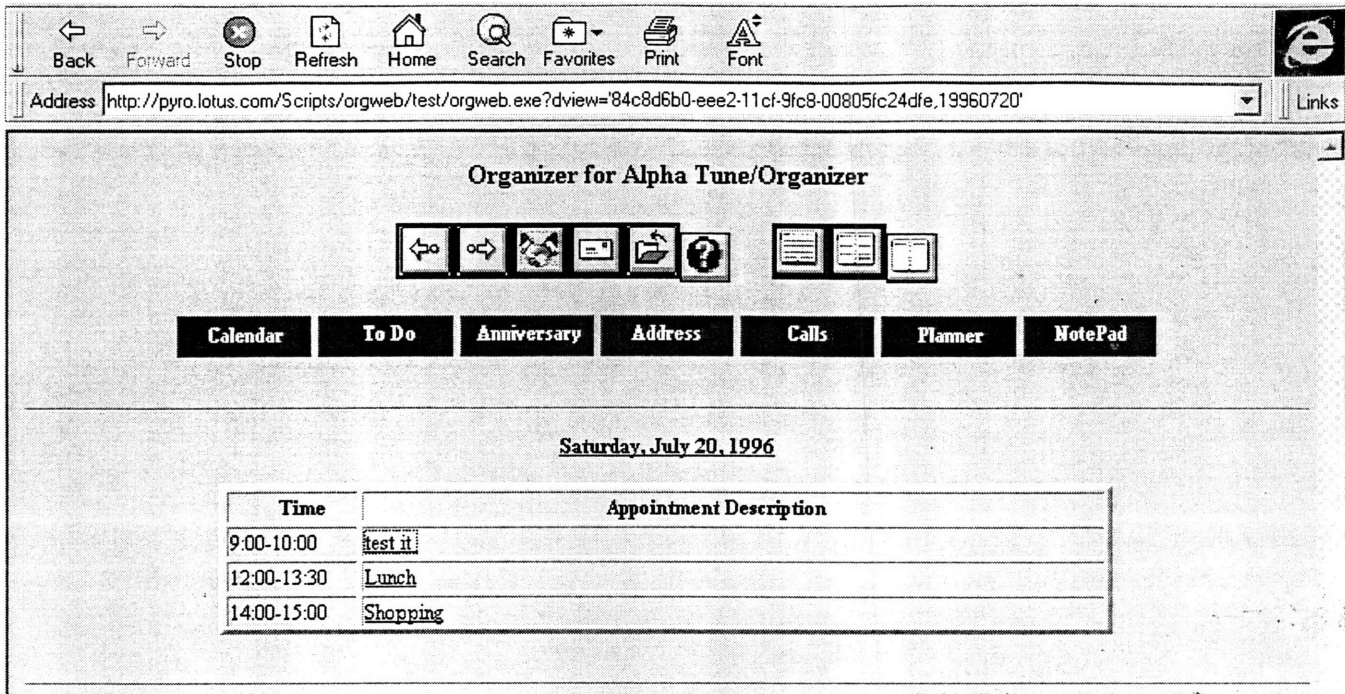 Back Forward Stop Refresh Home Search Favorites Print Font
Address http://pyro.lotus.com/Scripts/orgweb/test/orgweb.exe?dview='84c8d6b0-eee2-11cf-9fc8-00805fc24dfe,19960720' Links
Organizer for Alpha Tune/Organizer
Calendar To Do Anniversary Address Calls Planner NotePad
Saturday, July 20, 1996
Time Appointment Description
9:00-10:00 test it
12:00-13:30 Lunch
14:00-15:00 Shopping